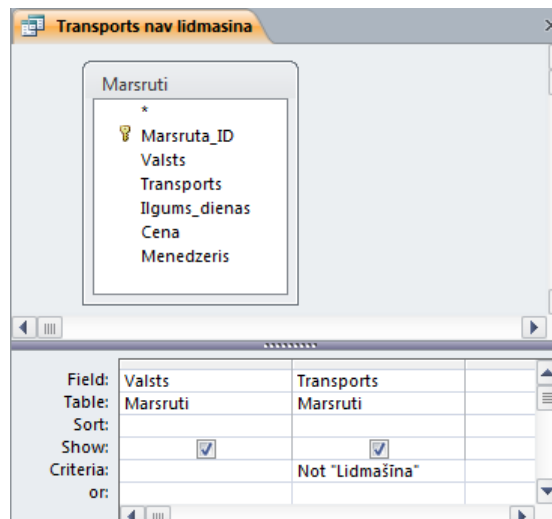 Transports nav lidmasina
Marsruti
*
Marsruta_ID
Valsts
Transports
Ilgums_dienas
Cena
Menedzeris
Field: Valsts Transports
Table: Marsruti Marsruti
Sort:
Show:
Criteria: Not "Lidmašīna"
or: